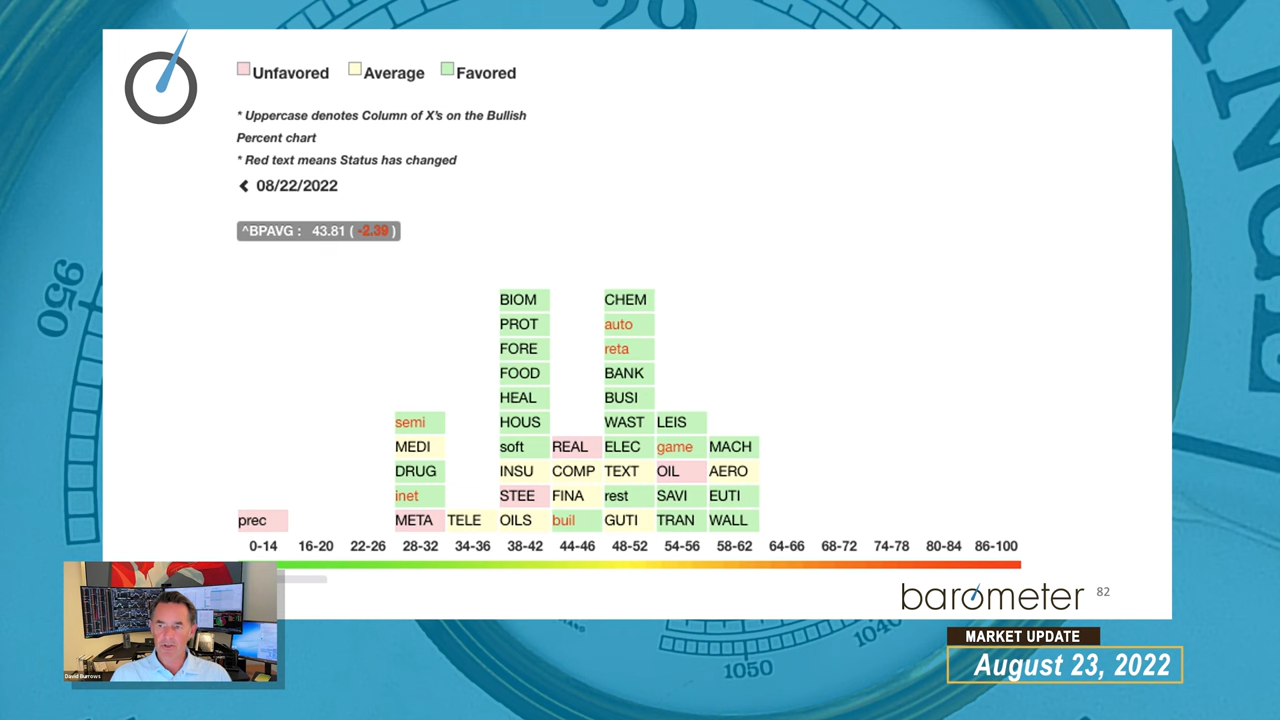 29
Unfavored Average Favored
* Uppercase denotes Column of X's on the Bullish
Percent chart
* Red text means Status has changed
08/22/2022
^BPAVG : 43.81 ( -2.39 )
950
BIOM CHEM
PROT auto
FORE reta
FOOD BANK
HEAL BUSI
semi HOUS WAST LEIS
MEDI soft REAL ELEC game MACH
DRUG INSU COMP TEXT OIL AERO
inet STEE FINA rest SAVI EUTI
prec META TELE OILS buil GUTI TRAN WALL
0-14 16-20 22-26 28-32 34-36 38-42 44-46 48-52 54-56 58-62 64-66 68-72 74-78 80-84 86-100
barometer 82
David Burrows
1050
1040
MARKET UPDATE
August 23, 2022